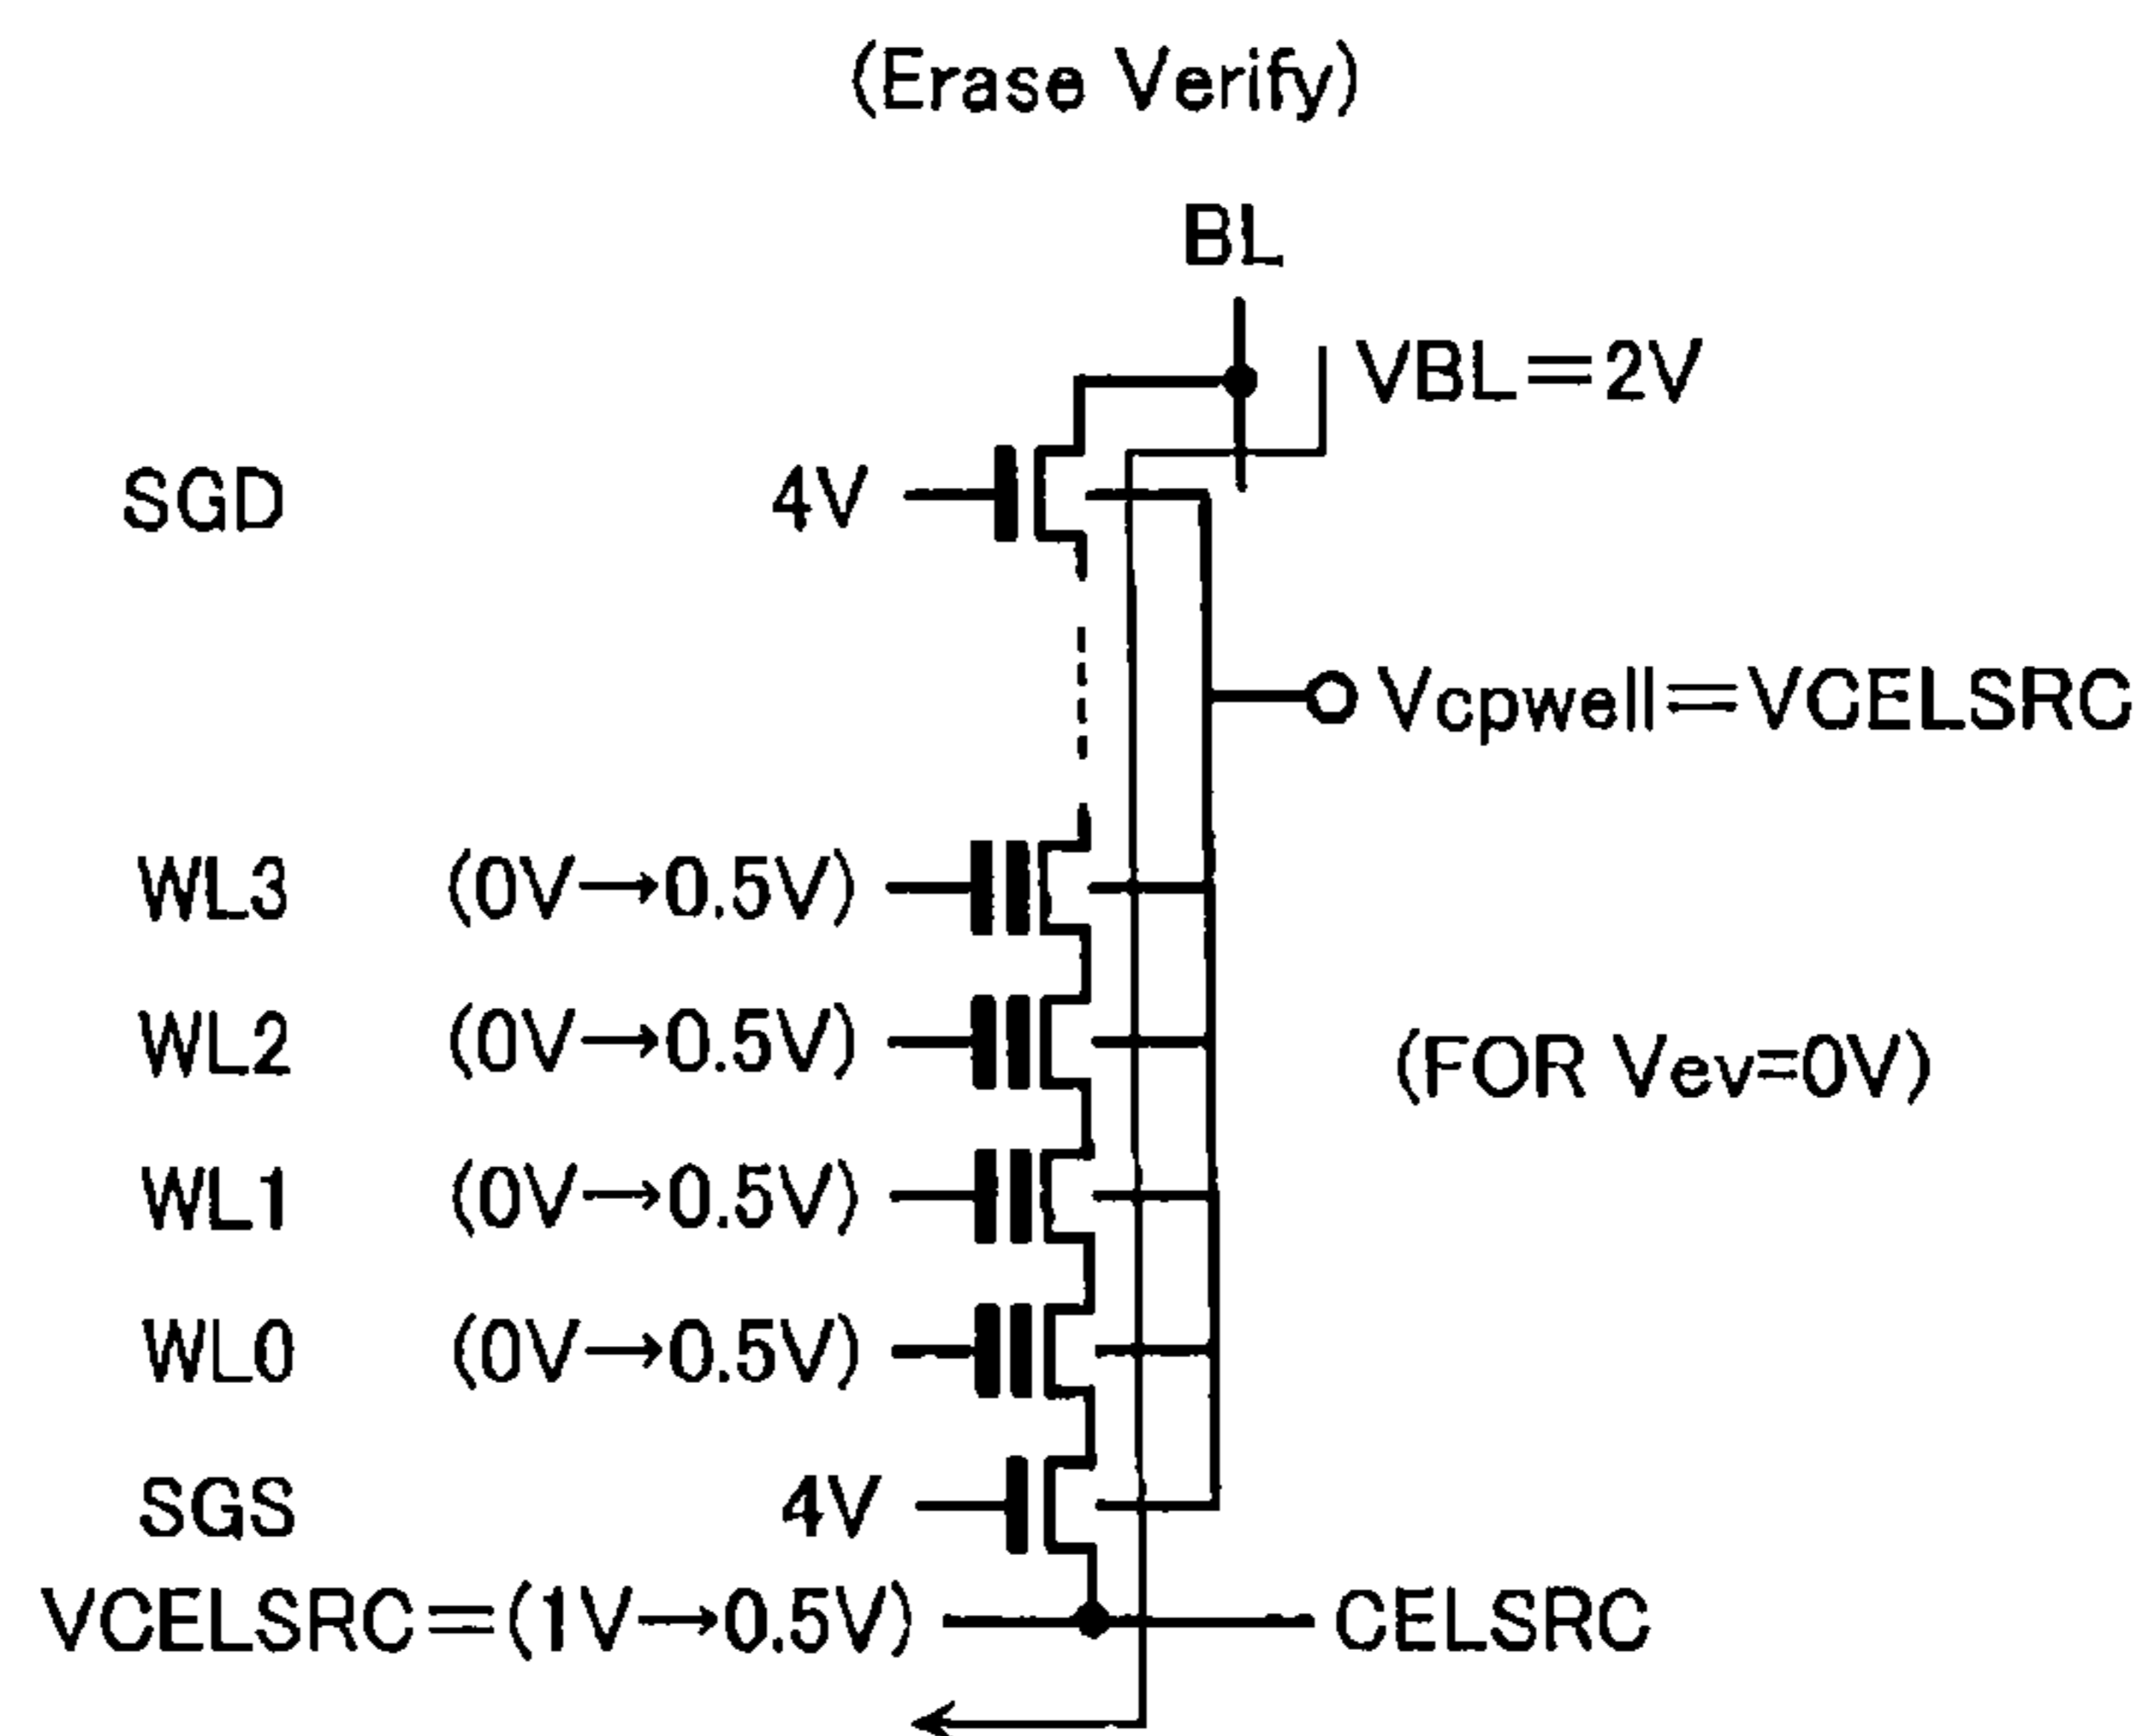 (Erase Verify)
BL
VBL=2V
SGD 4V
Vcpwell=VCELSRC
WL3 (0V→0.5V)
WL2 (0V→0.5V)
(FOR Vev=0V)
WL1 (0V→0.5V)
WL0 (0V→0.5V)
SGS 4V
VCELSRC=(1V→0.5V) CELSRC